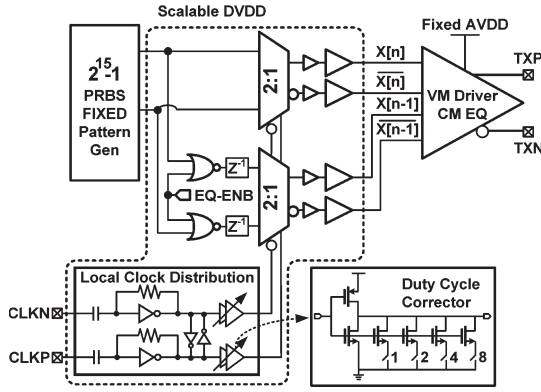 Scalable DVDD
Fixed AVDD
2^15-1
PRBS
FIXED
Pattern
Gen
2:1
X[n]
X[n]
X[n-1]
X[n-1]
VM Driver
CM EQ
TXP
TXN
Z^-1
EQ-ENB
Z^-1
2:1
Local Clock Distribution
CLKN
CLKP
Duty Cycle
Corrector
1 2 4 8